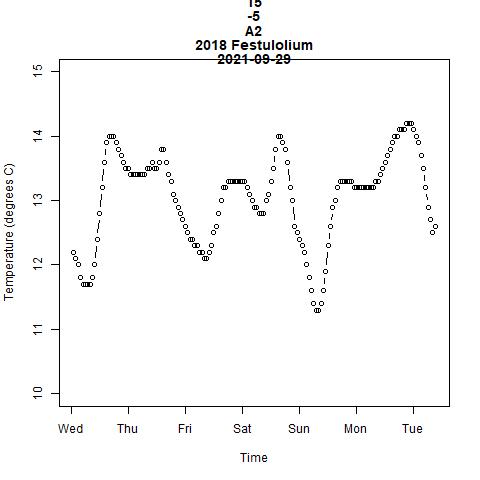 15
-5
A2
2018 Festulolium
2021-09-29
Temperature (degrees C)
15
14
13
12
11
10
Wed Thu Fri Sat Sun Mon Tue
Time